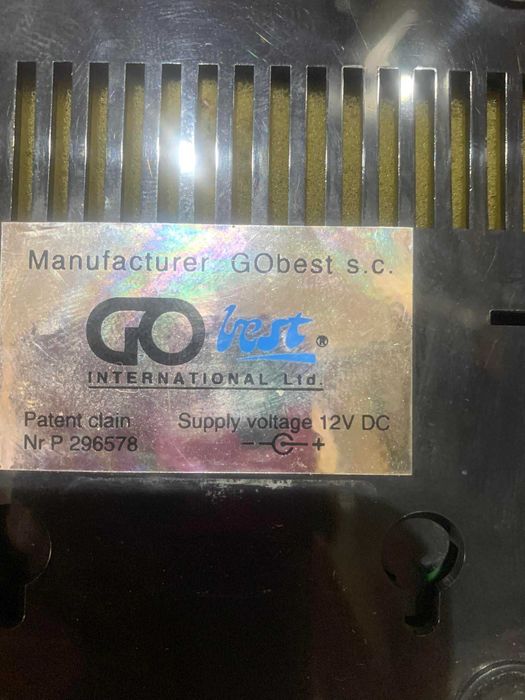 Manufacturer GObest s.c.
GO best ®
INTERNATIONAL Ltd.
Patent clain Supply voltage 12V DC
Nr P 296578 - +